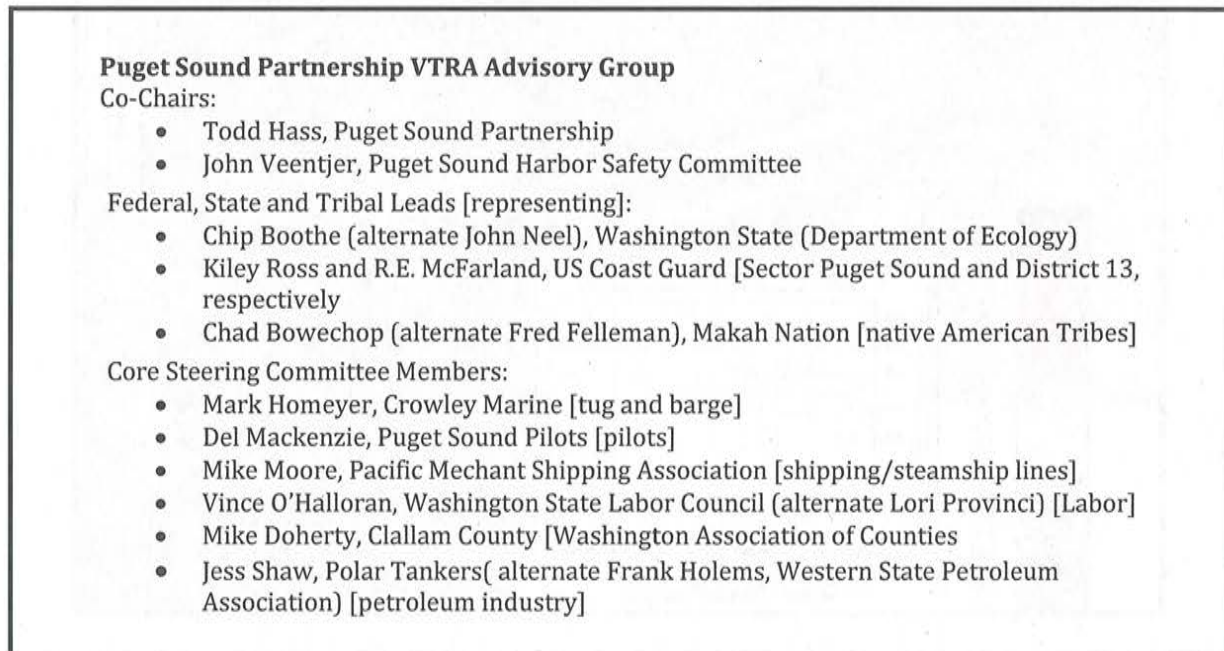 Puget Sound Partnership VTRA Advisory Group
Co-Chairs:
• Todd Hass, Puget Sound Partnership
• John Veentjer, Puget Sound Harbor Safety Committee
Federal, State and Tribal Leads [representing]:
• Chip Boothe (alternate John Neel), Washington State (Department of Ecology)
• Kiley Ross and R.E. McFarland, US Coast Guard [Sector Puget Sound and District 13,
respectively
• Chad Bowechop (alternate Fred Felleman), Makah Nation [native American Tribes]
Core Steering Committee Members:
• Mark Homeyer, Crowley Marine [tug and barge]
• Del Mackenzie, Puget Sound Pilots [pilots]
• Mike Moore, Pacific Mechant Shipping Association [shipping/steamship lines]
• Vince O'Halloran, Washington State Labor Council (alternate Lori Provinci) [Labor]
• Mike Doherty, Clallam County [Washington Association of Counties
• Jess Shaw, Polar Tankers( alternate Frank Holems, Western State Petroleum
Association) [petroleum industry]